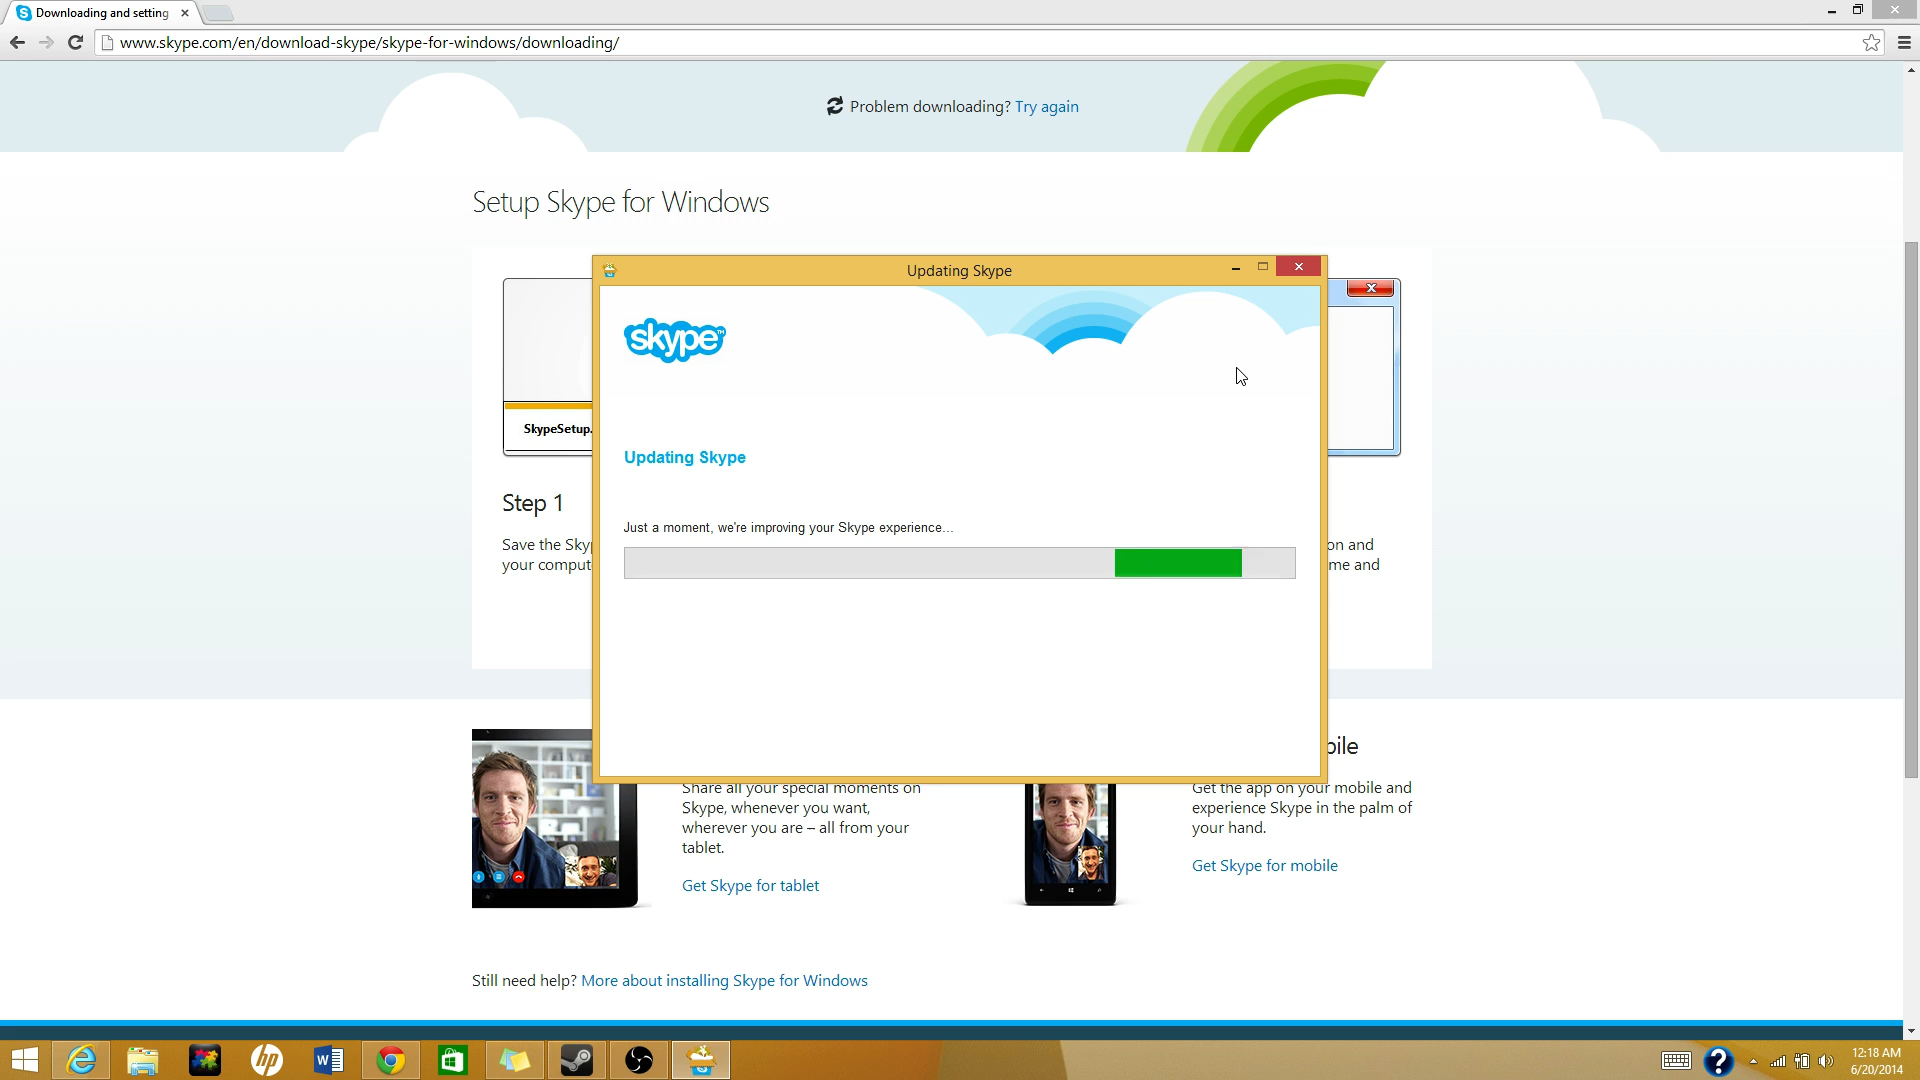 Downloading and setting
www.skype.com/en/download-skype/skype-for-windows/downloading/
Problem downloading? Try again
Setup Skype for Windows
Updating Skype
skype™
SkypeSetup.
Updating Skype
Step 1
Just a moment, we're improving your Skype experience...
Save the Sky
your comput
on and
me and
bile
Share all your special moments on
Skype, whenever you want,
wherever you are – all from your
tablet.
Get Skype for tablet
Get the app on your mobile and
experience Skype in the palm of
your hand.
Get Skype for mobile
Still need help? More about installing Skype for Windows
hp
12:18 AM
6/20/2014